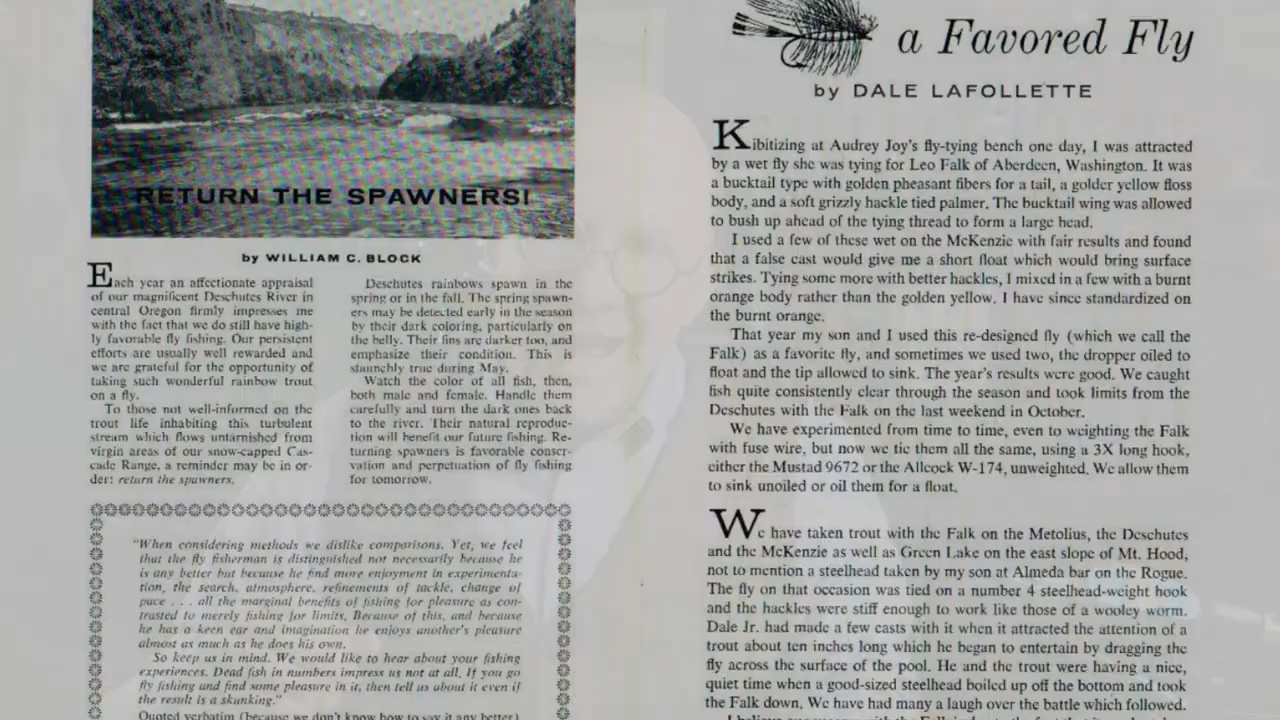 RETURN THE SPAWNERS!
by WILLIAM C. BLOCK
Each year an affectionate appraisal
of our magnificent Deschutes River in
central Oregon firmly impresses me
with the fact that we do still have high-
ly favorable fly fishing. Our persistent
efforts are usually well rewarded and
we are grateful for the opportunity of
taking such wonderful rainbow trout
on a fly.
To those not well-informed on the
trout life inhabiting this turbulent
stream which flows untarnished from
virgin areas of our snow-capped Cas-
cade Range, a reminder may be in or-
der: return the spawners.
Deschutes rainbows spawn in the
spring or in the fall. The spring spawn-
ers may be detected early in the season
by their dark coloring, particularly on
the belly. Their fins are darker too, and
emphasize their condition. This is
staunchly true during May.
Watch the color of all fish, then,
both male and female. Handle them
carefully and turn the dark ones back
to the river. Their natural reproduc-
tion will benefit our future fishing. Re-
turning spawners is favorable conser-
vation and perpetuation of fly fishing
for tomorrow.
"When considering methods we dislike comparisons. Yet, we feel
that the fly fisherman is distinguished not necessarily because he
is any better but because he find more enjoyment in experimenta-
tion, the search, atmosphere, refinements of tackle, change of
pace . . . all the marginal benefits of fishing for pleasure as con-
trasted to merely fishing for limits, Because of this, and because
he has a keen ear and imagination he enjoys another's pleasure
almost as much as he does his own.
So keep us in mind. We would like to hear about your fishing
experiences. Dead fish in numbers impress us not at all. If you go
fly fishing and find some pleasure in it, then tell us about it even if
the result is a skunking."
Quoted verbatim (because we don't know how to say it any better)
a Favored Fly
by DALE LAFOLLETTE
Kibitizing at Audrey Joy's fly-tying bench one day, I was attracted
by a wet fly she was tying for Leo Falk of Aberdeen, Washington. It was
a bucktail type with golden pheasant fibers for a tail, a golder yellow floss
body, and a soft grizzly hackle tied palmer. The bucktail wing was allowed
to bush up ahead of the tying thread to form a large head.
I used a few of these wet on the McKenzie with fair results and found
that a false cast would give me a short float which would bring surface
strikes. Tying some more with better hackles, I mixed in a few with a burnt
orange body rather than the golden yellow. I have since standardized on
the burnt orange.
That year my son and I used this re-designed fly (which we call the
Falk) as a favorite fly, and sometimes we used two, the dropper oiled to
float and the tip allowed to sink. The year's results were good. We caught
fish quite consistently clear through the season and took limits from the
Deschutes with the Falk on the last weekend in October.
We have experimented from time to time, even to weighting the Falk
with fuse wire, but now we tie them all the same, using a 3X long hook,
either the Mustad 9672 or the Allcock W-174, unweighted. We allow them
to sink unoiled or oil them for a float.
We have taken trout with the Falk on the Metolius, the Deschutes
and the McKenzie as well as Green Lake on the east slope of Mt. Hood,
not to mention a steelhead taken by my son at Almeda bar on the Rogue.
The fly on that occasion was tied on a number 4 steelhead-weight hook
and the hackles were stiff enough to work like those of a wooley worm.
Dale Jr. had made a few casts with it when it attracted the attention of a
trout about ten inches long which he began to entertain by dragging the
fly across the surface of the pool. He and the trout were having a nice,
quiet time when a good-sized steelhead boiled up off the bottom and took
the Falk down. We have had many a laugh over the battle which followed.